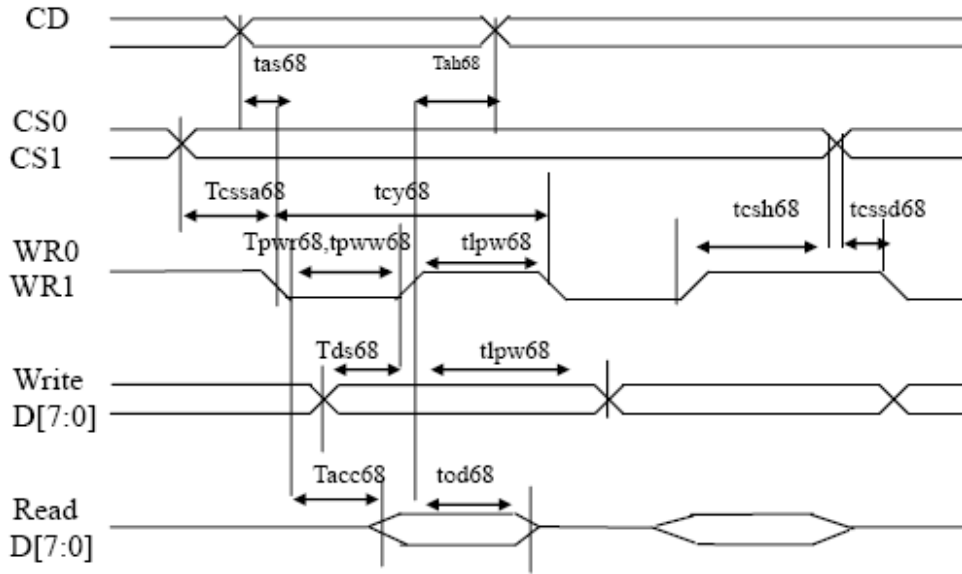 CD
tas68
Tah68
CS0
CS1
Tcssa68
tcy68
tcsh68
tcssd68
WR0
WR1
Tpwr68,tpww68
tlpw68
Tds68
tlpw68
Write
D[7:0]
Tacc68
tod68
Read
D[7:0]